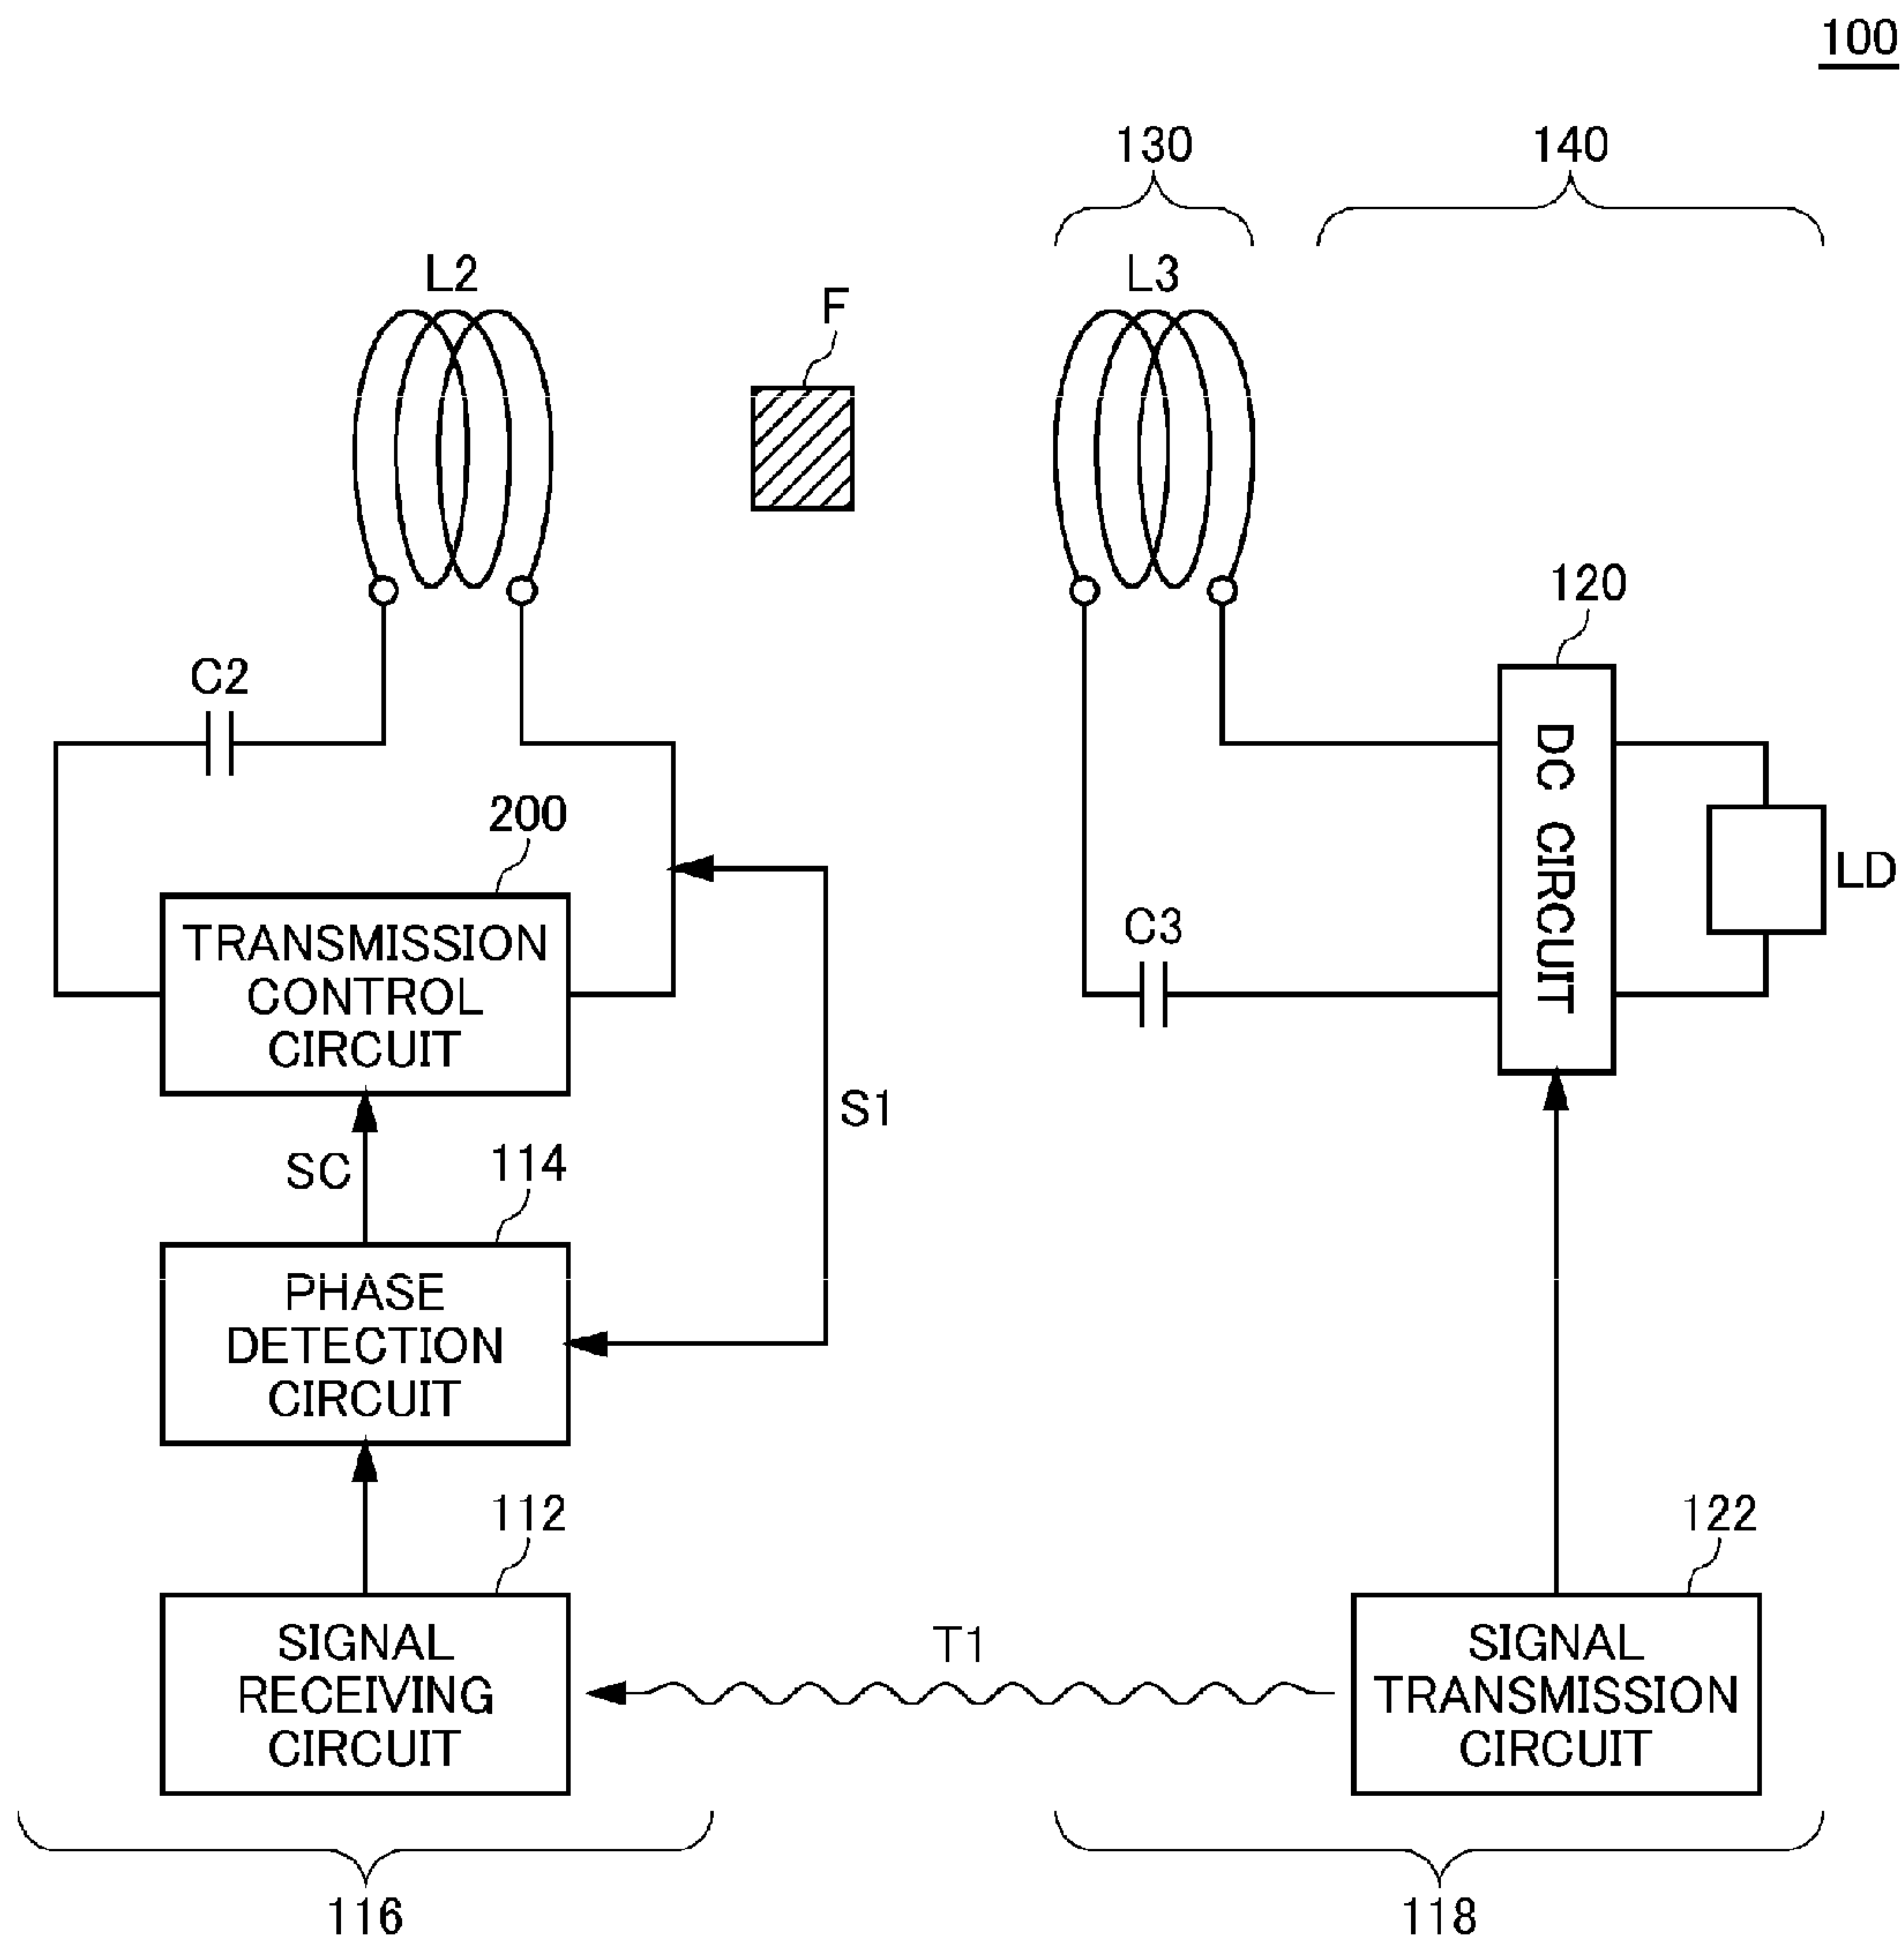 100
130
140
L2
F
L3
120
C2
DC CIRCUIT
200
LD
TRANSMISSION
CONTROL
CIRCUIT
C3
S1
SC
114
PHASE
DETECTION
CIRCUIT
112
122
SIGNAL
RECEIVING
CIRCUIT
T1
SIGNAL
TRANSMISSION
CIRCUIT
116
118